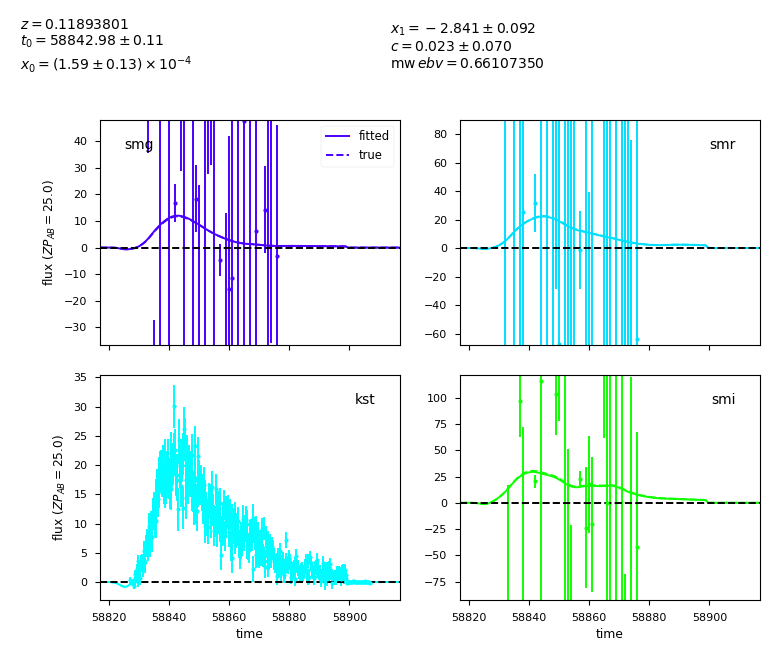 z = 0.11893801
t₀ = 58842.98 ± 0.11
x₀ = (1.59 ± 0.13) × 10⁻⁴
x₁ = −2.841 ± 0.092
c = 0.023 ± 0.070
mw ebv = 0.66107350
smg
fitted
true
flux (ZP_AB = 25.0)
40
30
20
10
0
−10
−20
−30
smr
80
60
40
20
0
−20
−40
−60
kst
flux (ZP_AB = 25.0)
35
30
25
20
15
10
5
0
58820 58840 58860 58880 58900
time
smi
100
75
50
25
0
−25
−50
−75
58820 58840 58860 58880 58900
time